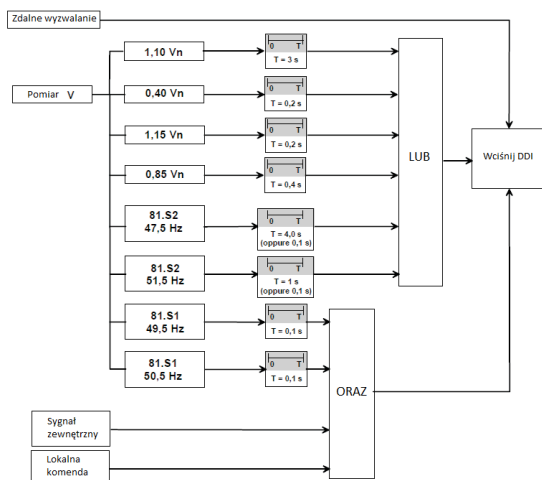 Zdalne wyzwalanie
1,10 Vn
0 T
T = 3 s
Pomiar V
0,40 Vn
0 T
T = 0,2 s
1,15 Vn
0 T
T = 0,2 s
LUB
Wciśnij DDI
0,85 Vn
0 T
T = 0,4 s
81.S2
47,5 Hz
0 T
T = 4,0 s
(oppure 0,1 s)
81.S2
51,5 Hz
0 T
T = 1 s
(oppure 0,1 s)
81.S1
49,5 Hz
0 T
T = 0,1 s
81.S1
50,5 Hz
0 T
T = 0,1 s
ORAZ
Sygnał
zewnętrzny
Lokalna
komenda